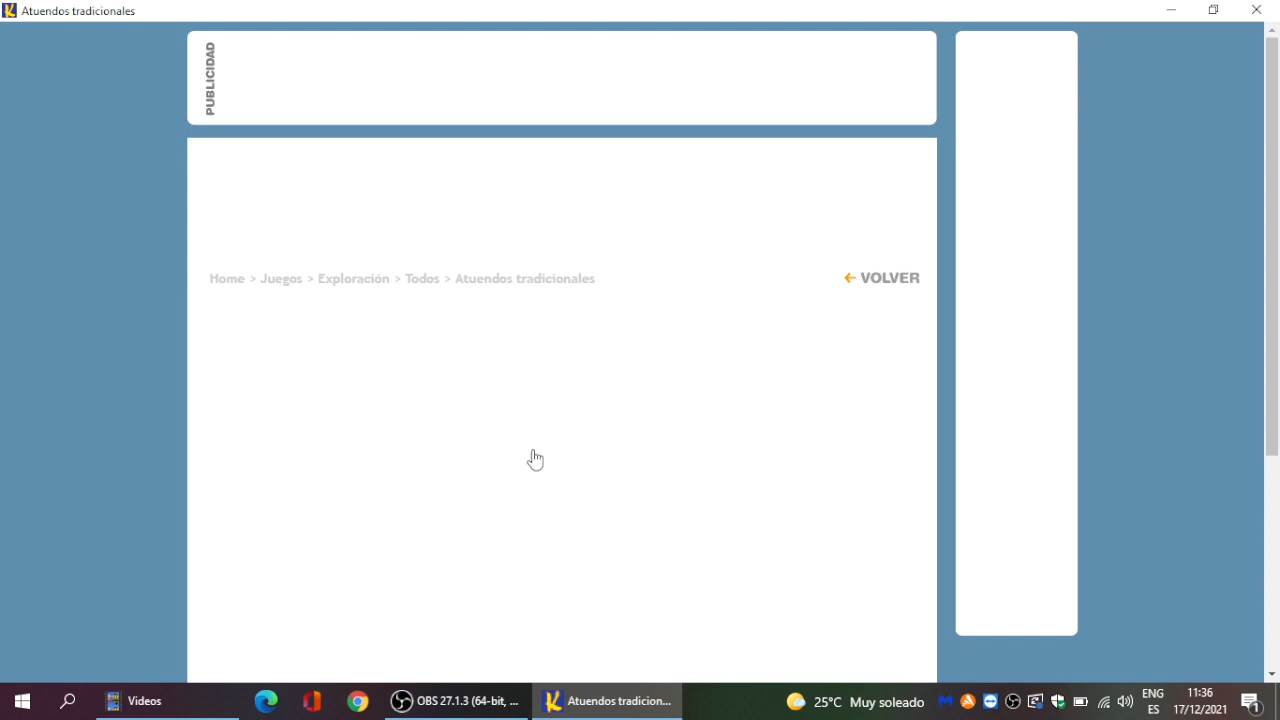 Atuendos tradicionales
PUBLICIDAD
Home > Juegos > Exploración > Todos > Atuendos tradicionales
VOLVER
Videos
OBS 27.1.3 (64-bit, ...
Atuendos tradicion...
25°C Muy soleado
ENG
ES
11:36
17/12/2021
1